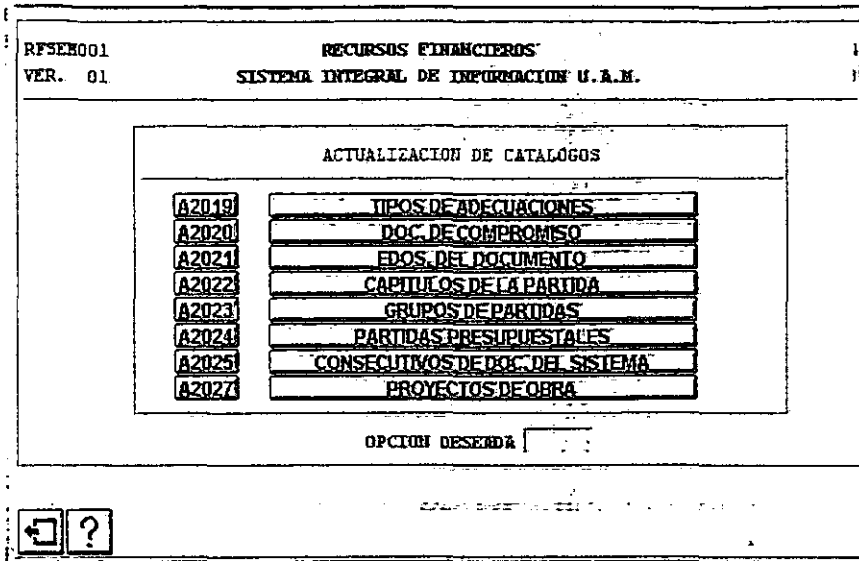 RFSEM001 RECURSOS FINANCIEROS
VER. 01 SISTEMA INTEGRAL DE INFORMACION U.A.M.
ACTUALIZACION DE CATALOGOS
A2019 TIPOS DE ADECUACIONES
A2020 DOC. DE COMPROMISO
A2021 EDOS. DEL DOCUMENTO
A2022 CAPITULOS DE LA PARTIDA
A2023 GRUPOS DE PARTIDAS
A2024 PARTIDAS PRESUPUESTALES
A2025 CONSECUTIVOS DE DOC. DEL SISTEMA
A2027 PROYECTOS DE OBRA
OPCION DESEADA
?